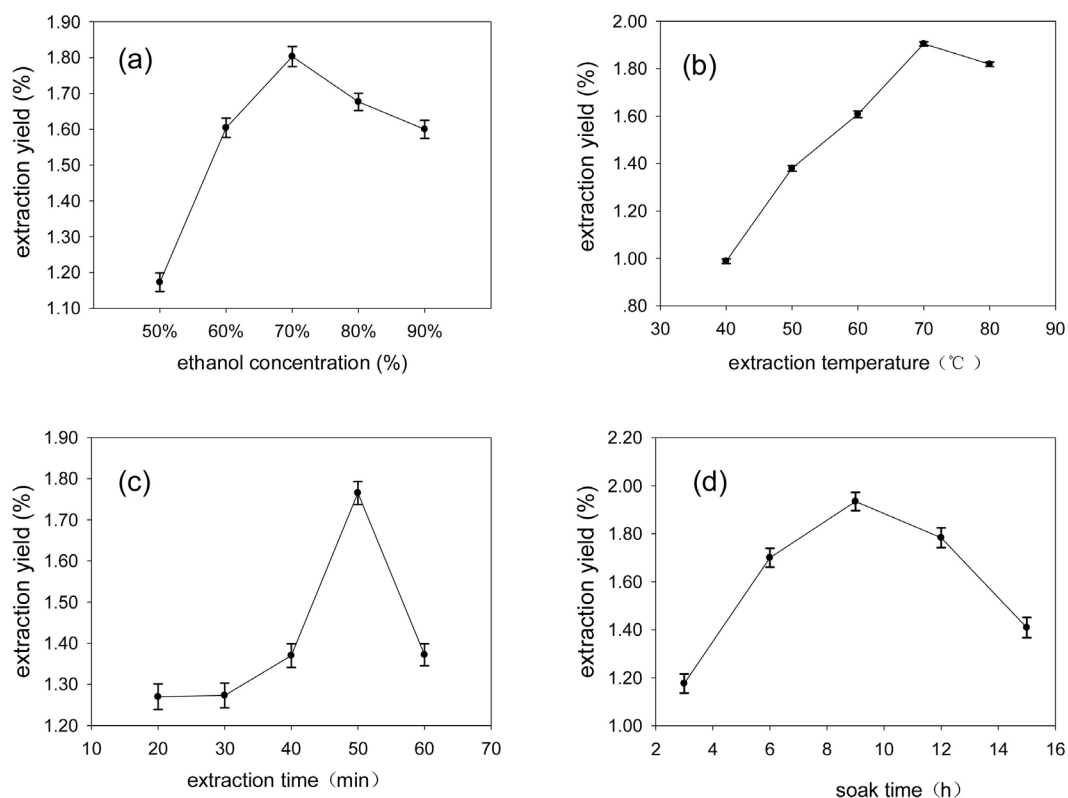 (a)
extraction yield (%)
1.90
1.80
1.70
1.60
1.50
1.40
1.30
1.20
1.10
50% 60% 70% 80% 90%
ethanol concentration (%)
(b)
extraction yield (%)
2.00
1.80
1.60
1.40
1.20
1.00
.80
30 40 50 60 70 80 90
extraction temperature（℃ ）
(c)
extraction yield (%)
1.90
1.80
1.70
1.60
1.50
1.40
1.30
1.20
10 20 30 40 50 60 70
extraction time（min）
(d)
extraction yield (%)
2.20
2.00
1.80
1.60
1.40
1.20
1.00
2 4 6 8 10 12 14 16
soak time（h）